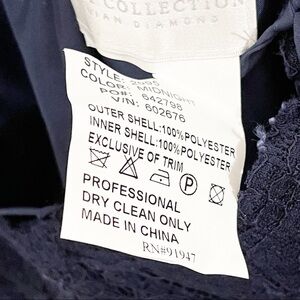 COLLECTION
DIAMOND
STYLE:
COLOR: MIDNIGHT
PO#: 642798
V/N: 602676
OUTER SHELL:100%POLYESTER
INNER SHELL:100%POLYESTER
EXCLUSIVE OF TRIM
P
PROFESSIONAL
DRY CLEAN ONLY
MADE IN CHINA
RN#91947